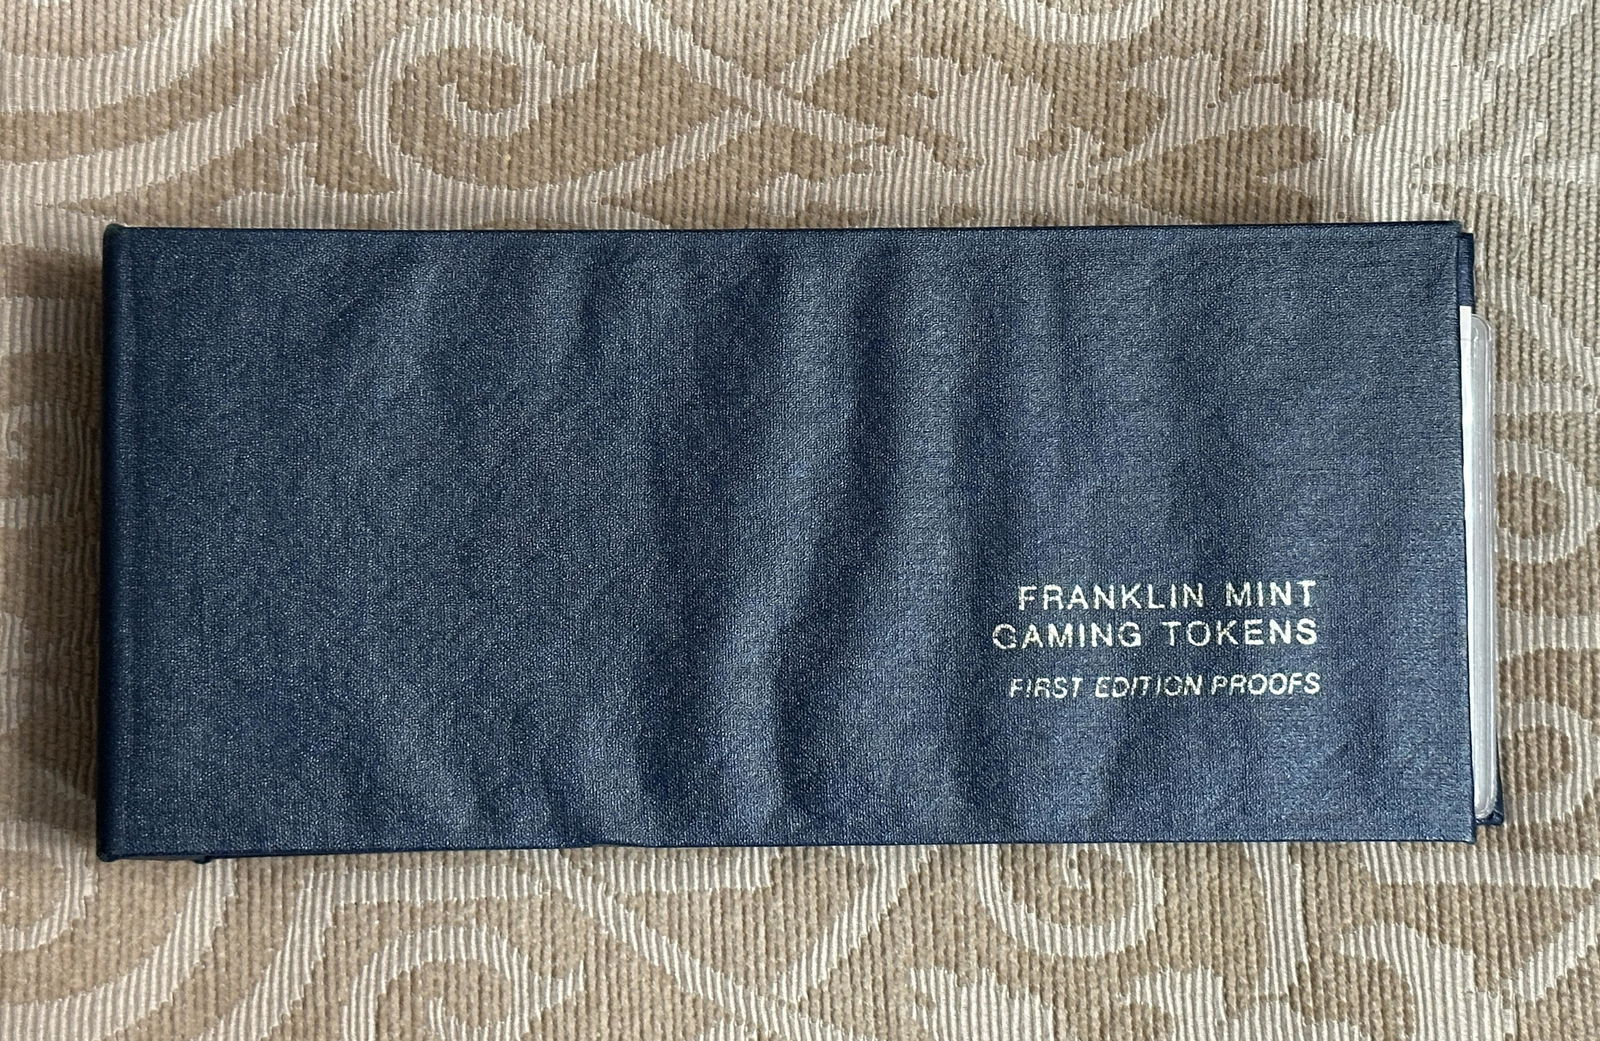 FRANKLIN MINT
GAMING TOKENS
FIRST EDITION PROOFS